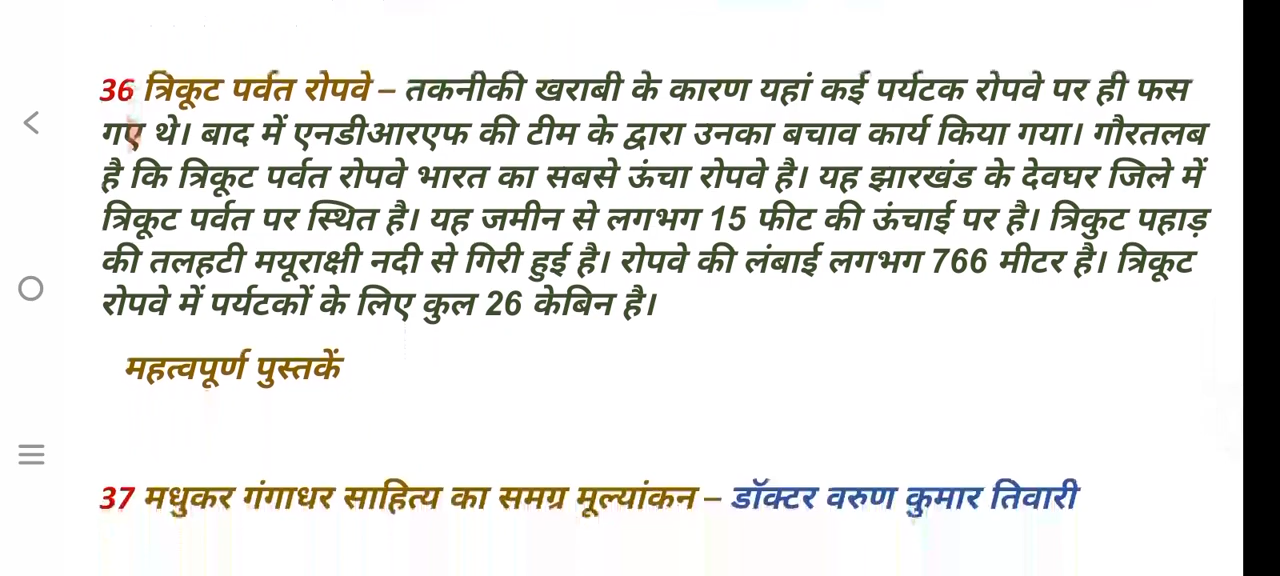 36 त्रिकूट पर्वत रोपवे – तकनीकी खराबी के कारण यहां कई पर्यटक रोपवे पर ही फस
गए थे। बाद में एनडीआरएफ की टीम के द्वारा उनका बचाव कार्य किया गया। गौरतलब
है कि त्रिकूट पर्वत रोपवे भारत का सबसे ऊंचा रोपवे है। यह झारखंड के देवघर जिले में
त्रिकूट पर्वत पर स्थित है। यह जमीन से लगभग 15 फीट की ऊंचाई पर है। त्रिकुट पहाड़
की तलहटी मयूराक्षी नदी से गिरी हुई है। रोपवे की लंबाई लगभग 766 मीटर है। त्रिकूट
रोपवे में पर्यटकों के लिए कुल 26 केबिन है।
महत्वपूर्ण पुस्तकें
37 मधुकर गंगाधर साहित्य का समग्र मूल्यांकन – डॉक्टर वरुण कुमार तिवारी